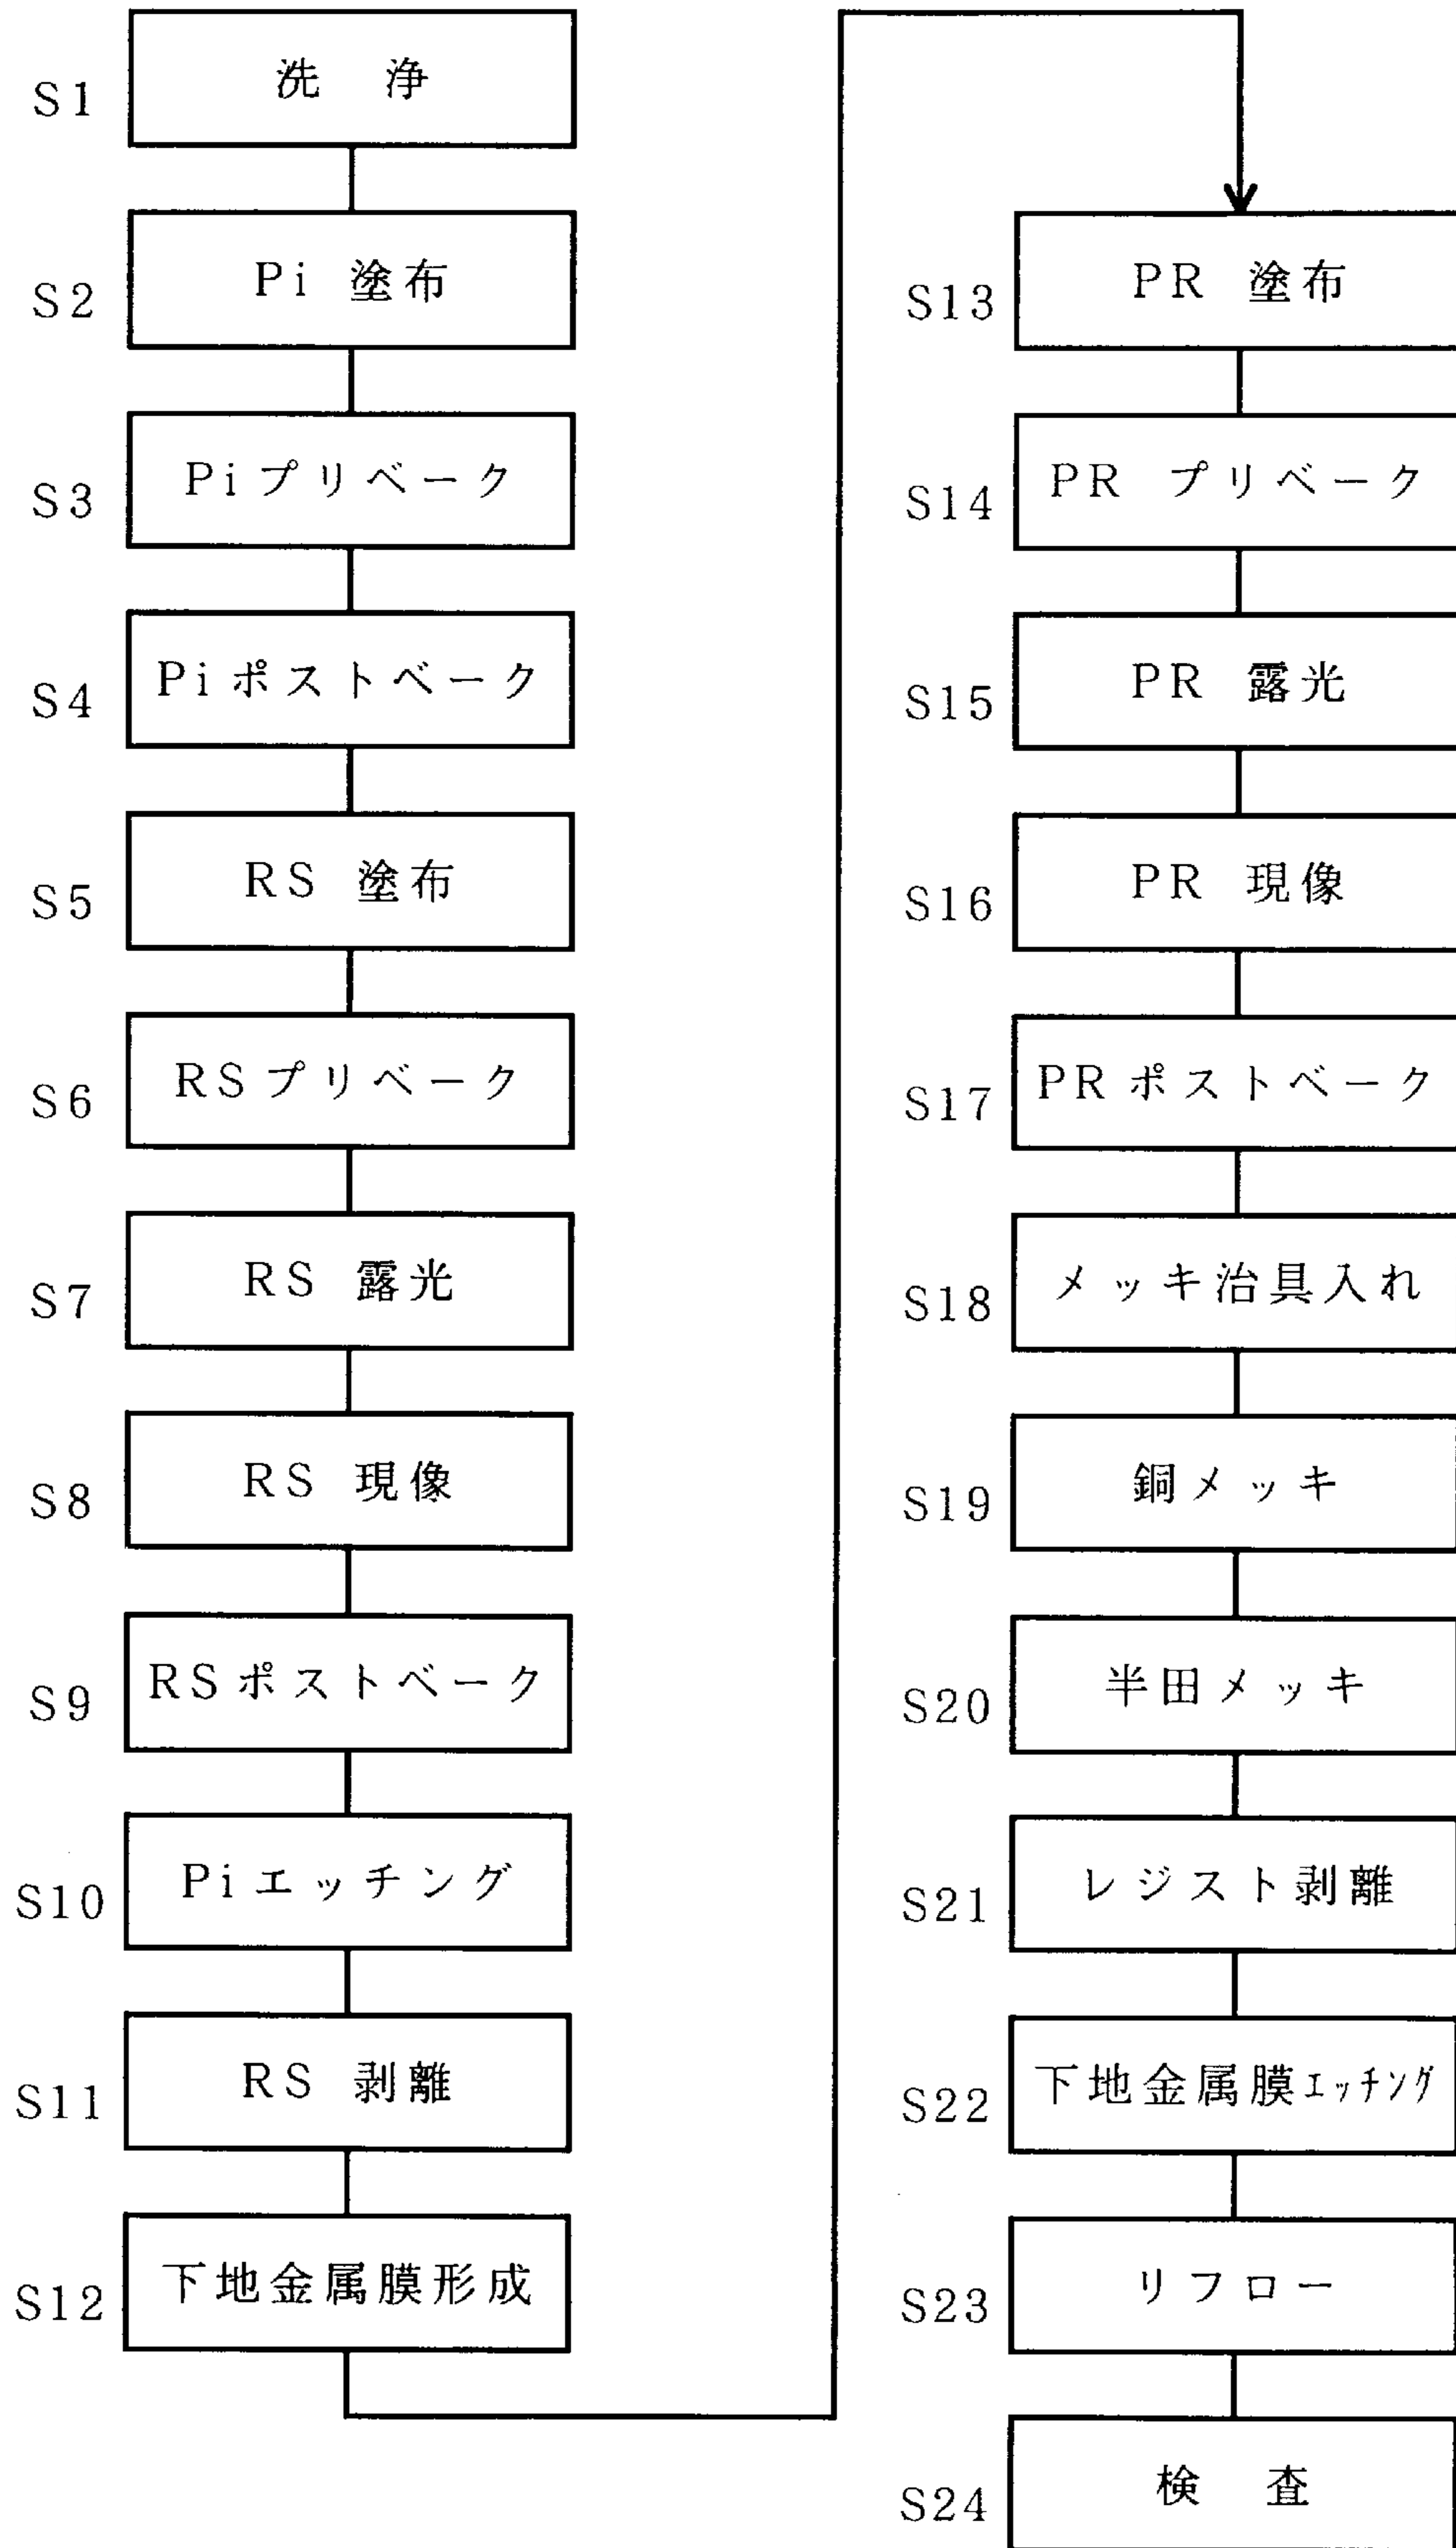 S1 洗 浄
S2 Pi 塗布
S3 Piプリベーク
S4 Piポストベーク
S5 RS 塗布
S6 RSプリベーク
S7 RS 露光
S8 RS 現像
S9 RSポストベーク
S10 Piエッチング
S11 RS 剥離
S12 下地金属膜形成
S13 PR 塗布
S14 PR プリベーク
S15 PR 露光
S16 PR 現像
S17 PRポストベーク
S18 メッキ治具入れ
S19 銅メッキ
S20 半田メッキ
S21 レジスト剥離
S22 下地金属膜エッチング
S23 リフロー
S24 検 査